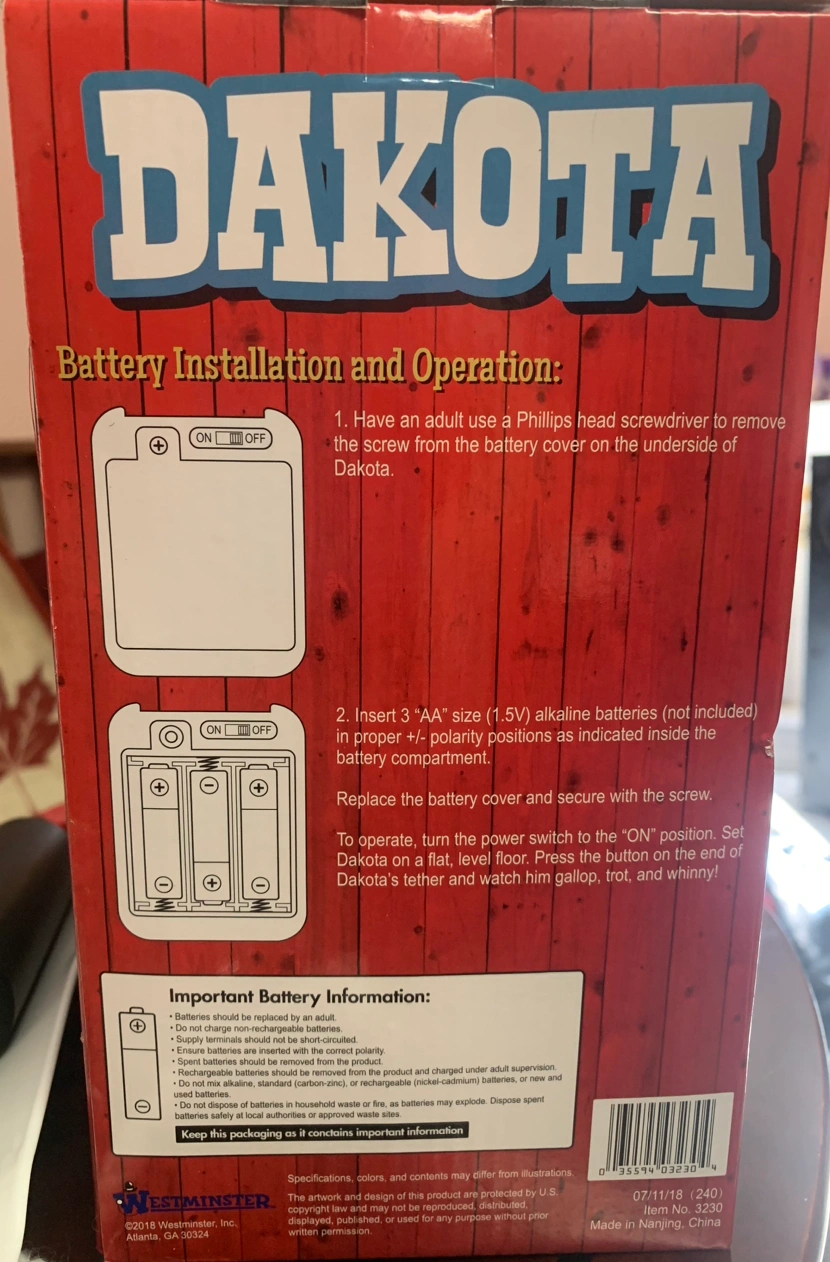 DAKOTA
Battery Installation and Operation:
ON OFF
1. Have an adult use a Phillips head screwdriver to remove
the screw from the battery cover on the underside of
Dakota.
ON OFF
+ − +
− + −
2. Insert 3 “AA” size (1.5V) alkaline batteries (not included)
in proper +/- polarity positions as indicated inside the
battery compartment.
Replace the battery cover and secure with the screw.
To operate, turn the power switch to the “ON” position. Set
Dakota on a flat, level floor. Press the button on the end of
Dakota's tether and watch him gallop, trot, and whinny!
Important Battery Information:
• Batteries should be replaced by an adult.
• Do not charge non-rechargeable batteries.
• Supply terminals should not be short-circuited.
• Ensure batteries are inserted with the correct polarity.
• Spent batteries should be removed from the product.
• Rechargeable batteries should be removed from the product and charged under adult supervision.
• Do not mix alkaline, standard (carbon-zinc), or rechargeable (nickel-cadmium) batteries, or new and
used batteries.
• Do not dispose of batteries in household waste or fire, as batteries may explode. Dispose spent
batteries safely at local authorities or approved waste sites.
Keep this packaging as it conctains important information
+
−
0 35594 03230 4
WESTMINSTER
©2018 Westminster, Inc.
Atlanta, GA 30324
Specifications, colors, and contents may differ from illustrations.
The artwork and design of this product are protected by U.S.
copyright law and may not be reproduced, distributed,
displayed, published, or used for any purpose without prior
written permission.
07/11/18 (240)
Item No. 3230
Made in Nanjing, China